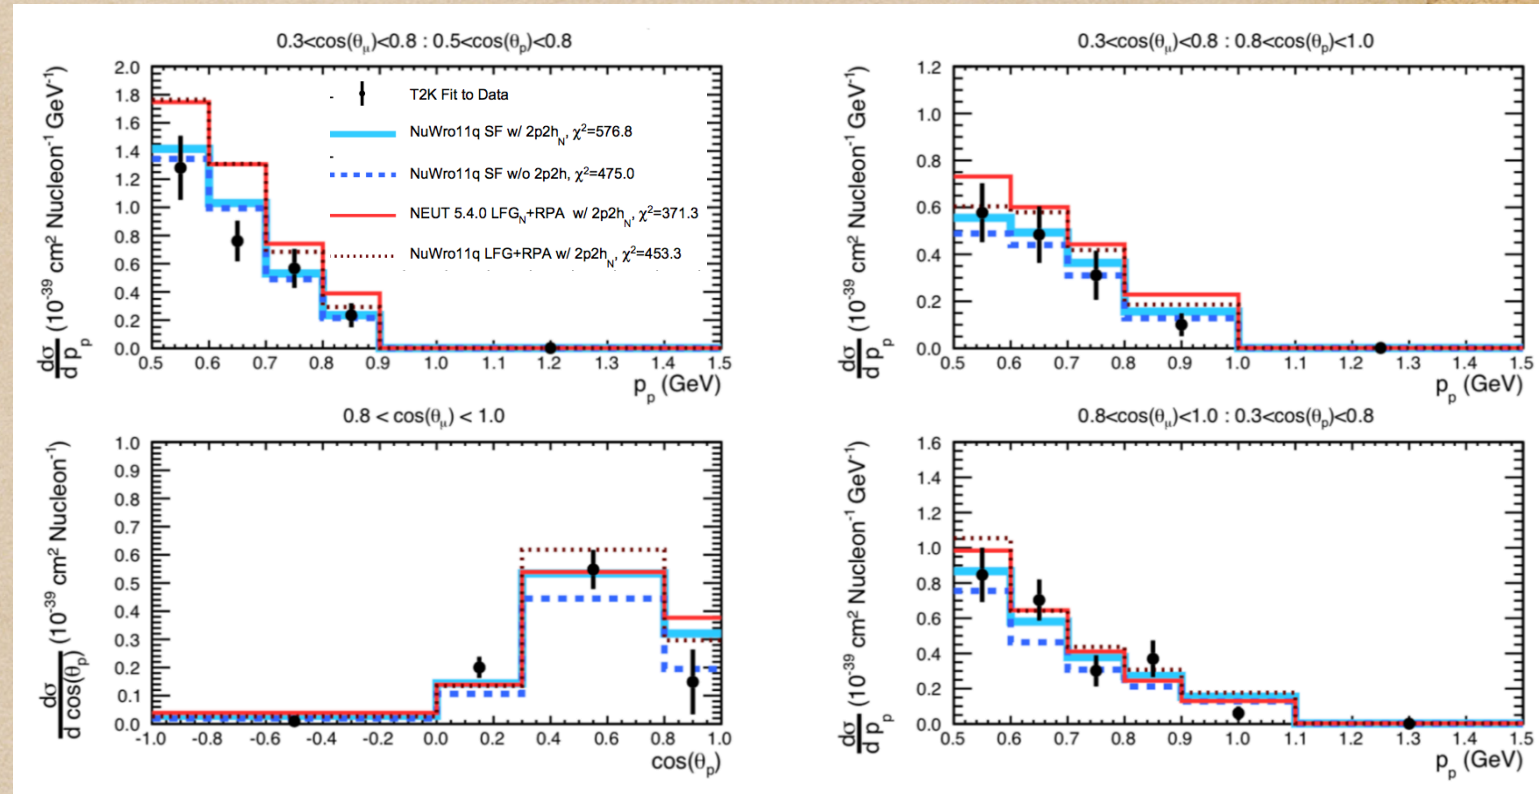 0.3<cos(θμ)<0.8 : 0.5<cos(θp)<0.8
dσ/d pp (10⁻³⁹ cm² Nucleon⁻¹ GeV⁻¹)
2.0
1.8
1.6
1.4
1.2
1.0
0.8
0.6
0.4
0.2
0.0
T2K Fit to Data
NuWro11q SF w/ 2p2hN, χ²=576.8
NuWro11q SF w/o 2p2h, χ²=475.0
NEUT 5.4.0 LFGN+RPA w/ 2p2hN, χ²=371.3
NuWro11q LFG+RPA w/ 2p2hN, χ²=453.3
0.5 0.6 0.7 0.8 0.9 1.0 1.1 1.2 1.3 1.4 1.5
pp (GeV)
0.3<cos(θμ)<0.8 : 0.8<cos(θp)<1.0
dσ/d pp (10⁻³⁹ cm² Nucleon⁻¹ GeV⁻¹)
1.2
1.0
0.8
0.6
0.4
0.2
0.0
0.5 0.6 0.7 0.8 0.9 1.0 1.1 1.2 1.3 1.4 1.5
pp (GeV)
0.8 < cos(θμ) < 1.0
dσ/d cos(θp) (10⁻³⁹ cm² Nucleon⁻¹)
1.0
0.9
0.8
0.7
0.6
0.5
0.4
0.3
0.2
0.1
0.0
-1.0 -0.8 -0.6 -0.4 -0.2 0.0 0.2 0.4 0.6 0.8 1.0
cos(θp)
0.8<cos(θμ)<1.0 : 0.3<cos(θp)<0.8
dσ/d pp (10⁻³⁹ cm² Nucleon⁻¹ GeV⁻¹)
1.6
1.4
1.2
1.0
0.8
0.6
0.4
0.2
0.0
0.5 0.6 0.7 0.8 0.9 1.0 1.1 1.2 1.3 1.4 1.5
pp (GeV)